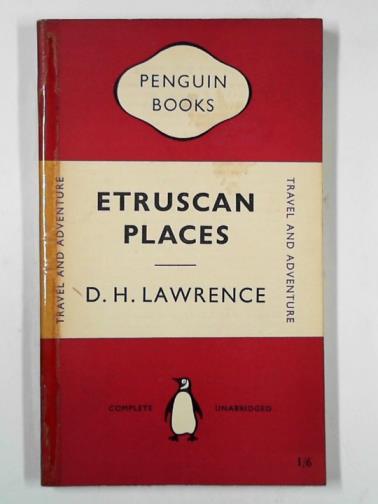 PENGUIN
BOOKS
TRAVEL AND ADVENTURE
ETRUSCAN
PLACES
D. H. LAWRENCE
TRAVEL AND ADVENTURE
COMPLETE UNABRIDGED
1/6